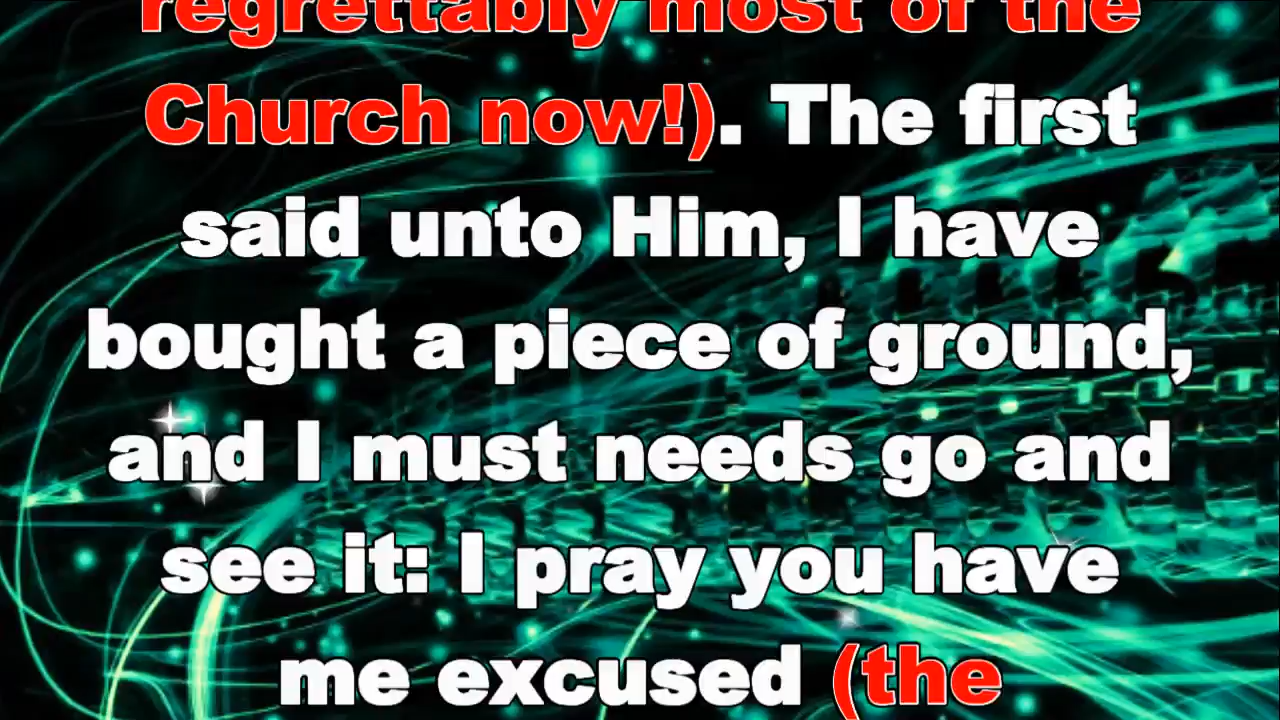 regrettably most of the
Church now!). The first
said unto Him, I have
bought a piece of ground,
and I must needs go and
see it: I pray you have
me excused (the